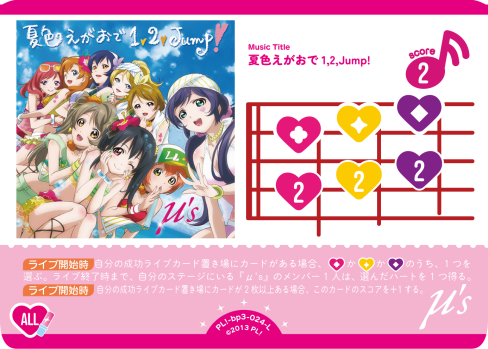 夏色えがおで1,2,Jump!
μ's
Music Title
夏色えがおで1,2,Jump!
score
2
2
2
2
ライブ開始時 自分の成功ライブカード置き場にカードがある場合、かかのうち、1つを
選ぶ。ライブ終了時まで、自分のステージにいる『μ's』のメンバー1人は、選んだハートを1つ得る。
ライブ開始時 自分の成功ライブカード置き場にカードが2枚以上ある場合、このカードのスコアを+1する。
ALL
PL!-bp3-024-L
©2013 PL!
μ's